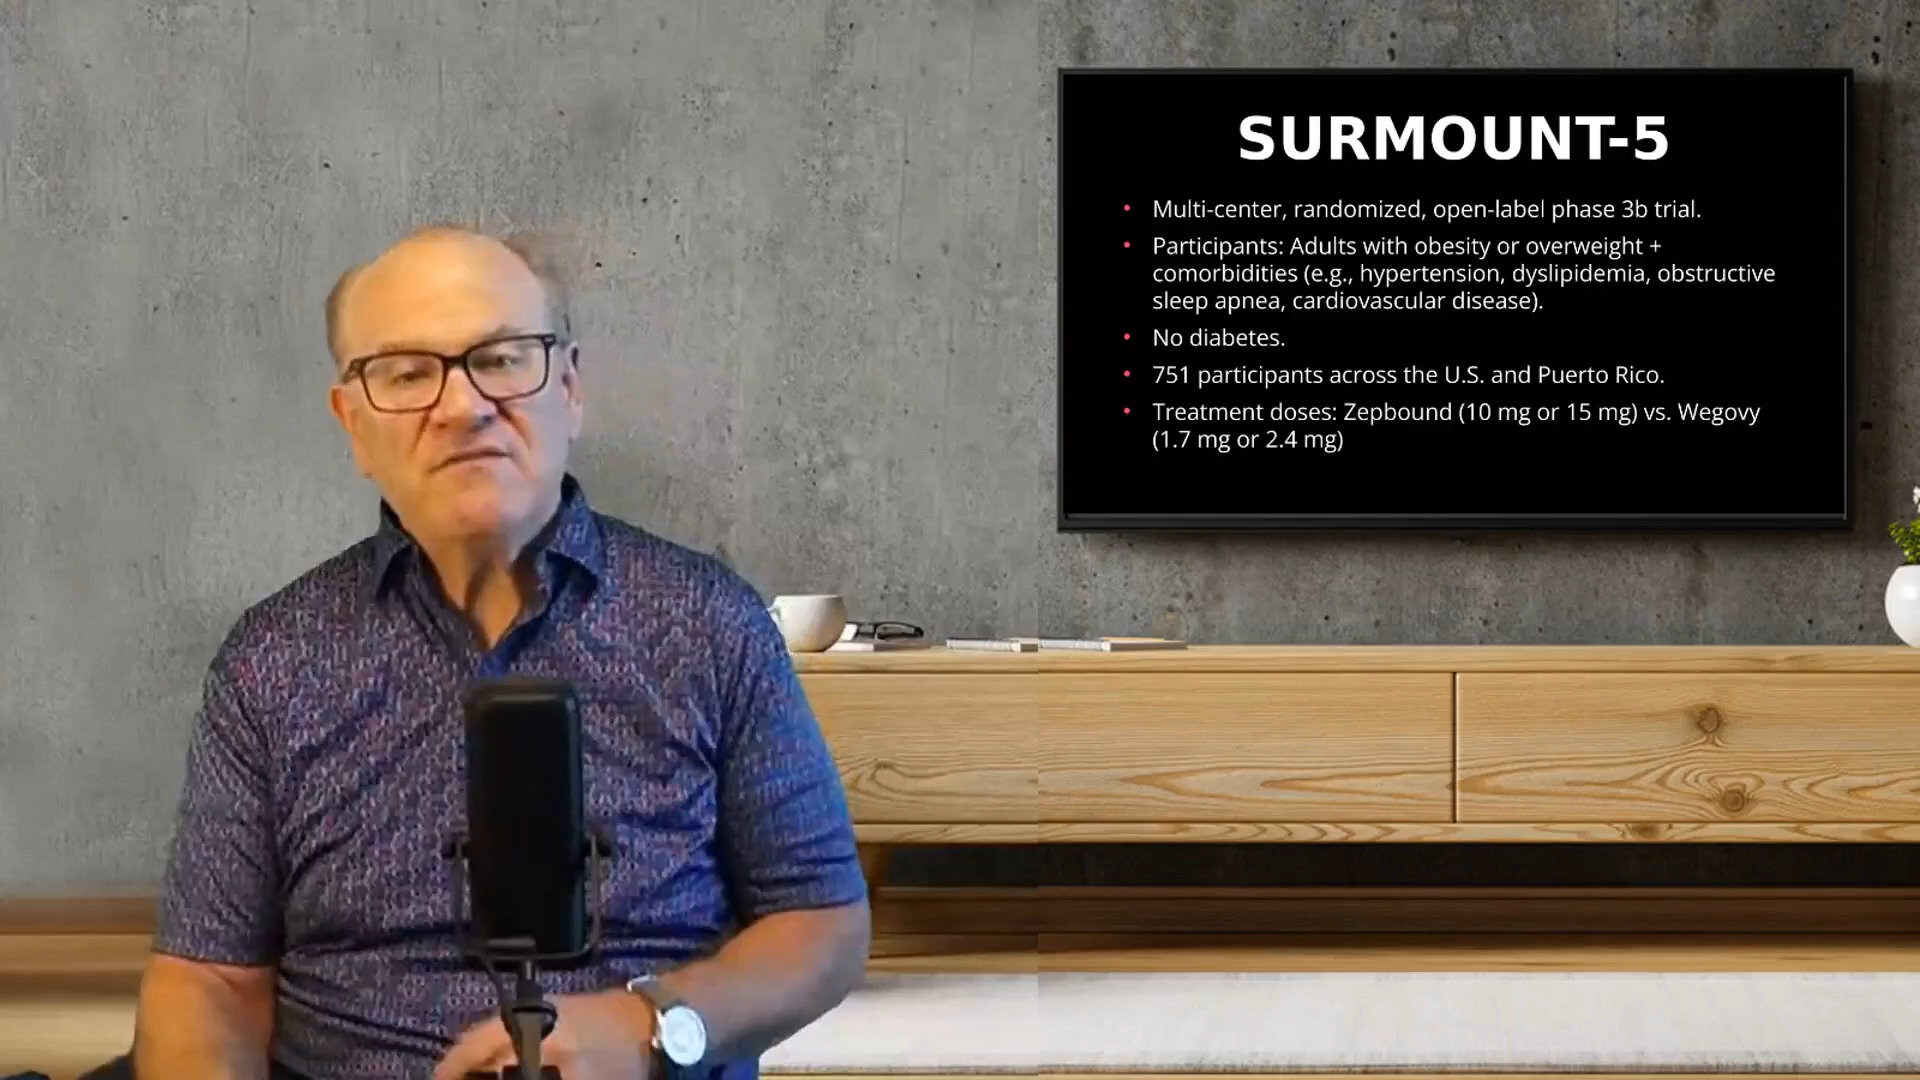 SURMOUNT-5
• Multi-center, randomized, open-label phase 3b trial.
• Participants: Adults with obesity or overweight +
comorbidities (e.g., hypertension, dyslipidemia, obstructive
sleep apnea, cardiovascular disease).
• No diabetes.
• 751 participants across the U.S. and Puerto Rico.
• Treatment doses: Zepbound (10 mg or 15 mg) vs. Wegovy
(1.7 mg or 2.4 mg)